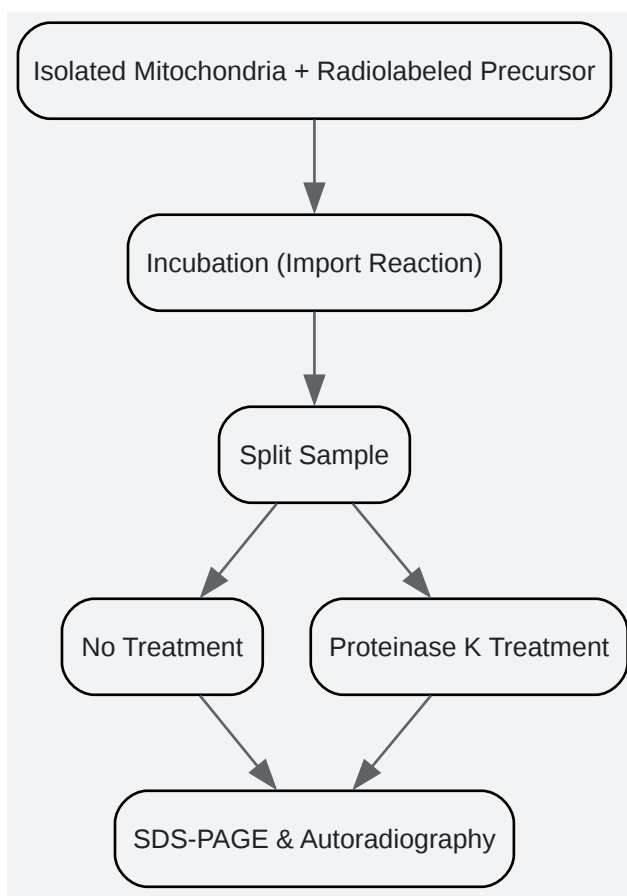 Isolated Mitochondria + Radiolabeled Precursor
Incubation (Import Reaction)
Split Sample
No Treatment
Proteinase K Treatment
SDS-PAGE & Autoradiography